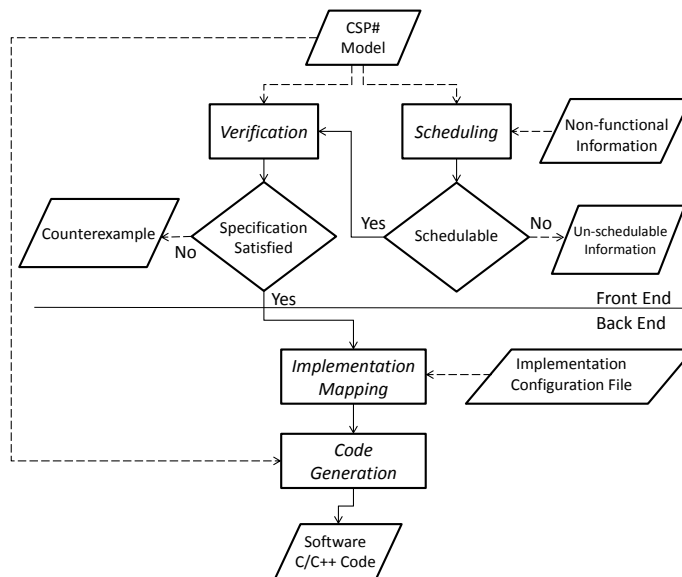 CSP#
Model
Verification
Scheduling
Non-functional
Information
Counterexample
No
Specification
Satisfied
Yes
Schedulable
No
Un-schedulable
Information
Yes
Front End
Back End
Implementation
Mapping
Implementation
Configuration File
Code
Generation
Software
C/C++ Code